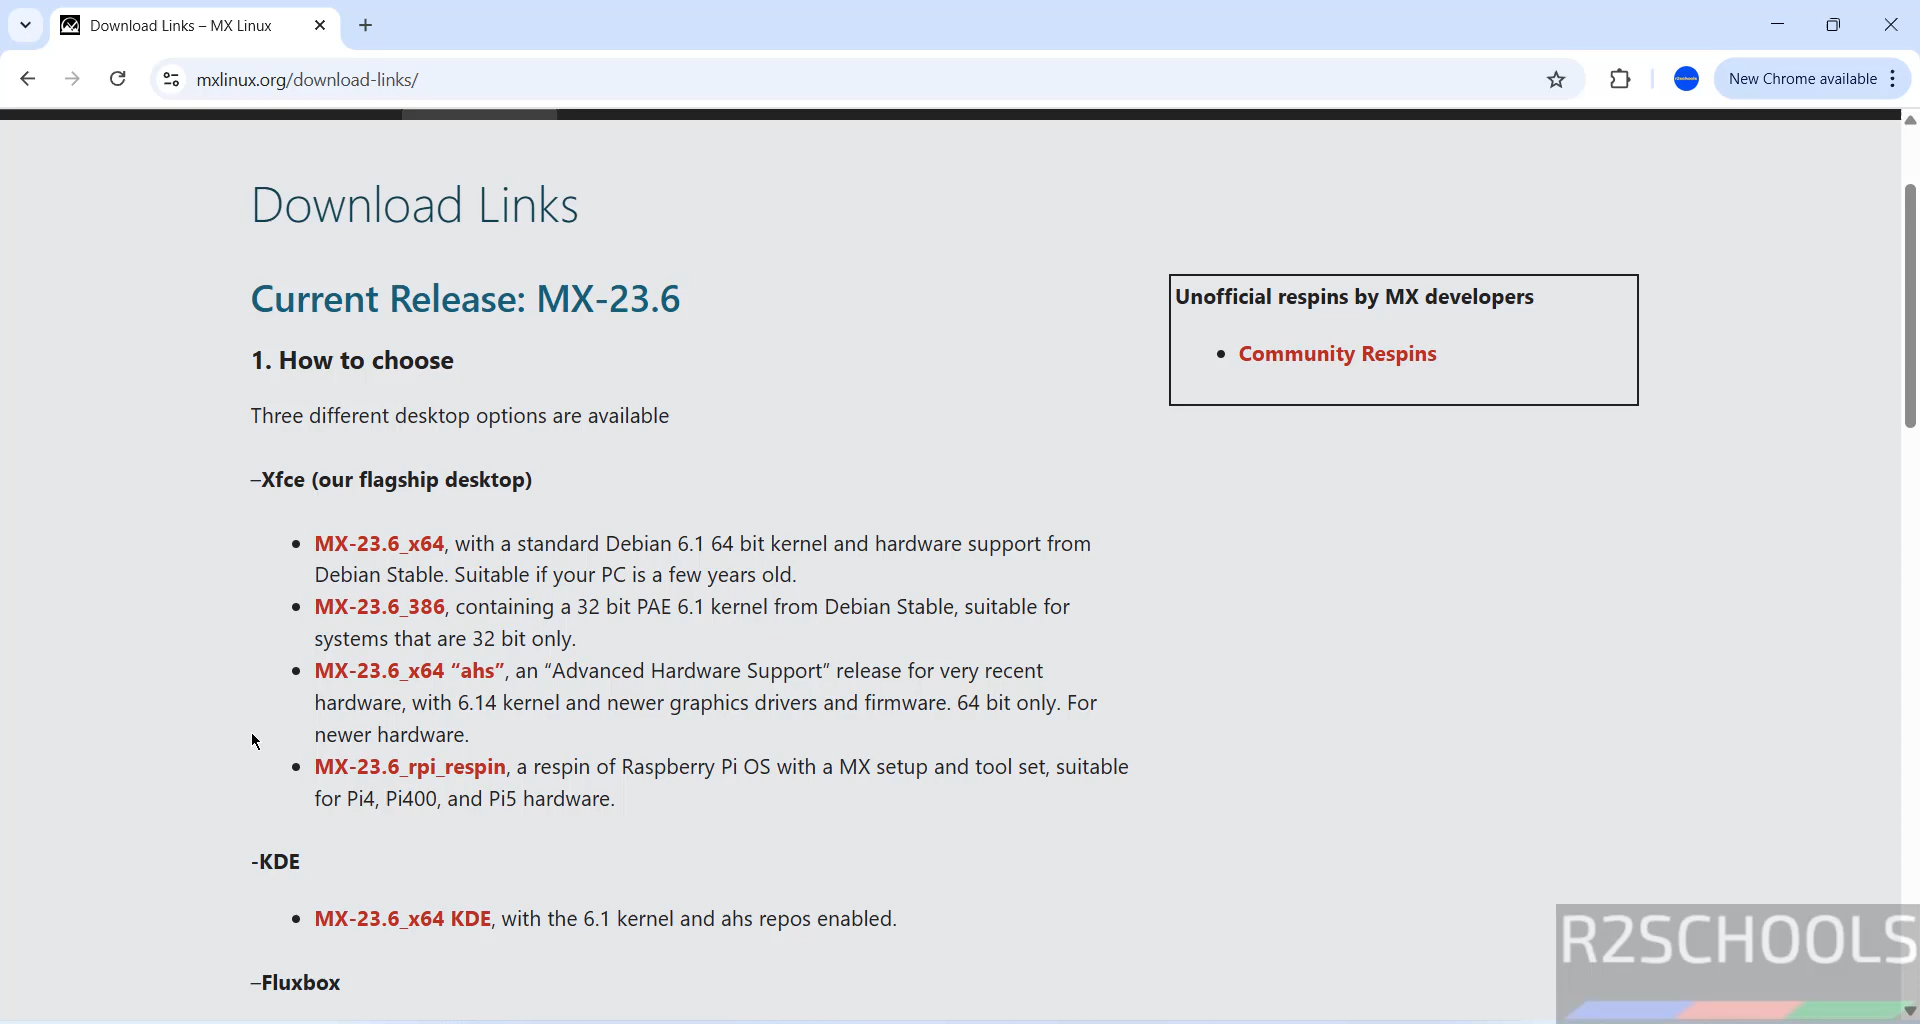 Download Links – MX Linux
mxlinux.org/download-links/
New Chrome available
Download Links
Current Release: MX-23.6
Unofficial respins by MX developers
• Community Respins
1. How to choose
Three different desktop options are available
–Xfce (our flagship desktop)
• MX-23.6_x64, with a standard Debian 6.1 64 bit kernel and hardware support from
Debian Stable. Suitable if your PC is a few years old.
• MX-23.6_386, containing a 32 bit PAE 6.1 kernel from Debian Stable, suitable for
systems that are 32 bit only.
• MX-23.6_x64 “ahs”, an “Advanced Hardware Support” release for very recent
hardware, with 6.14 kernel and newer graphics drivers and firmware. 64 bit only. For
newer hardware.
• MX-23.6_rpi_respin, a respin of Raspberry Pi OS with a MX setup and tool set, suitable
for Pi4, Pi400, and Pi5 hardware.
-KDE
• MX-23.6_x64 KDE, with the 6.1 kernel and ahs repos enabled.
–Fluxbox
R2SCHOOLS